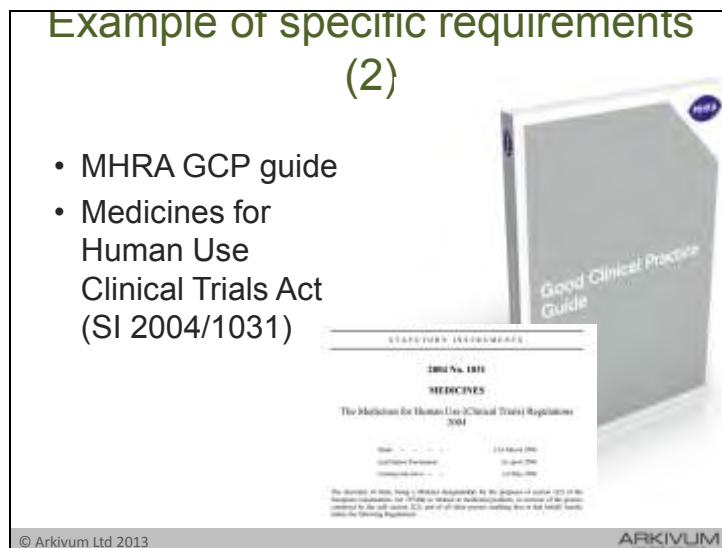 Example of specific requirements
(2)
• MHRA GCP guide
• Medicines for
Human Use
Clinical Trials Act
(SI 2004/1031)
MHRA
Good Clinical Practice
Guide
STATUTORY INSTRUMENTS
2004 No. 1031
MEDICINES
The Medicines for Human Use (Clinical Trials) Regulations
2004
© Arkivum Ltd 2013
ARKIVUM